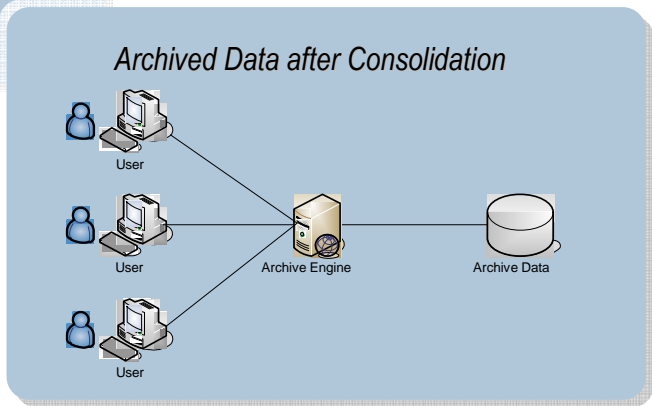 Archived Data after Consolidation
User
User
Archive Engine
Archive Data
User